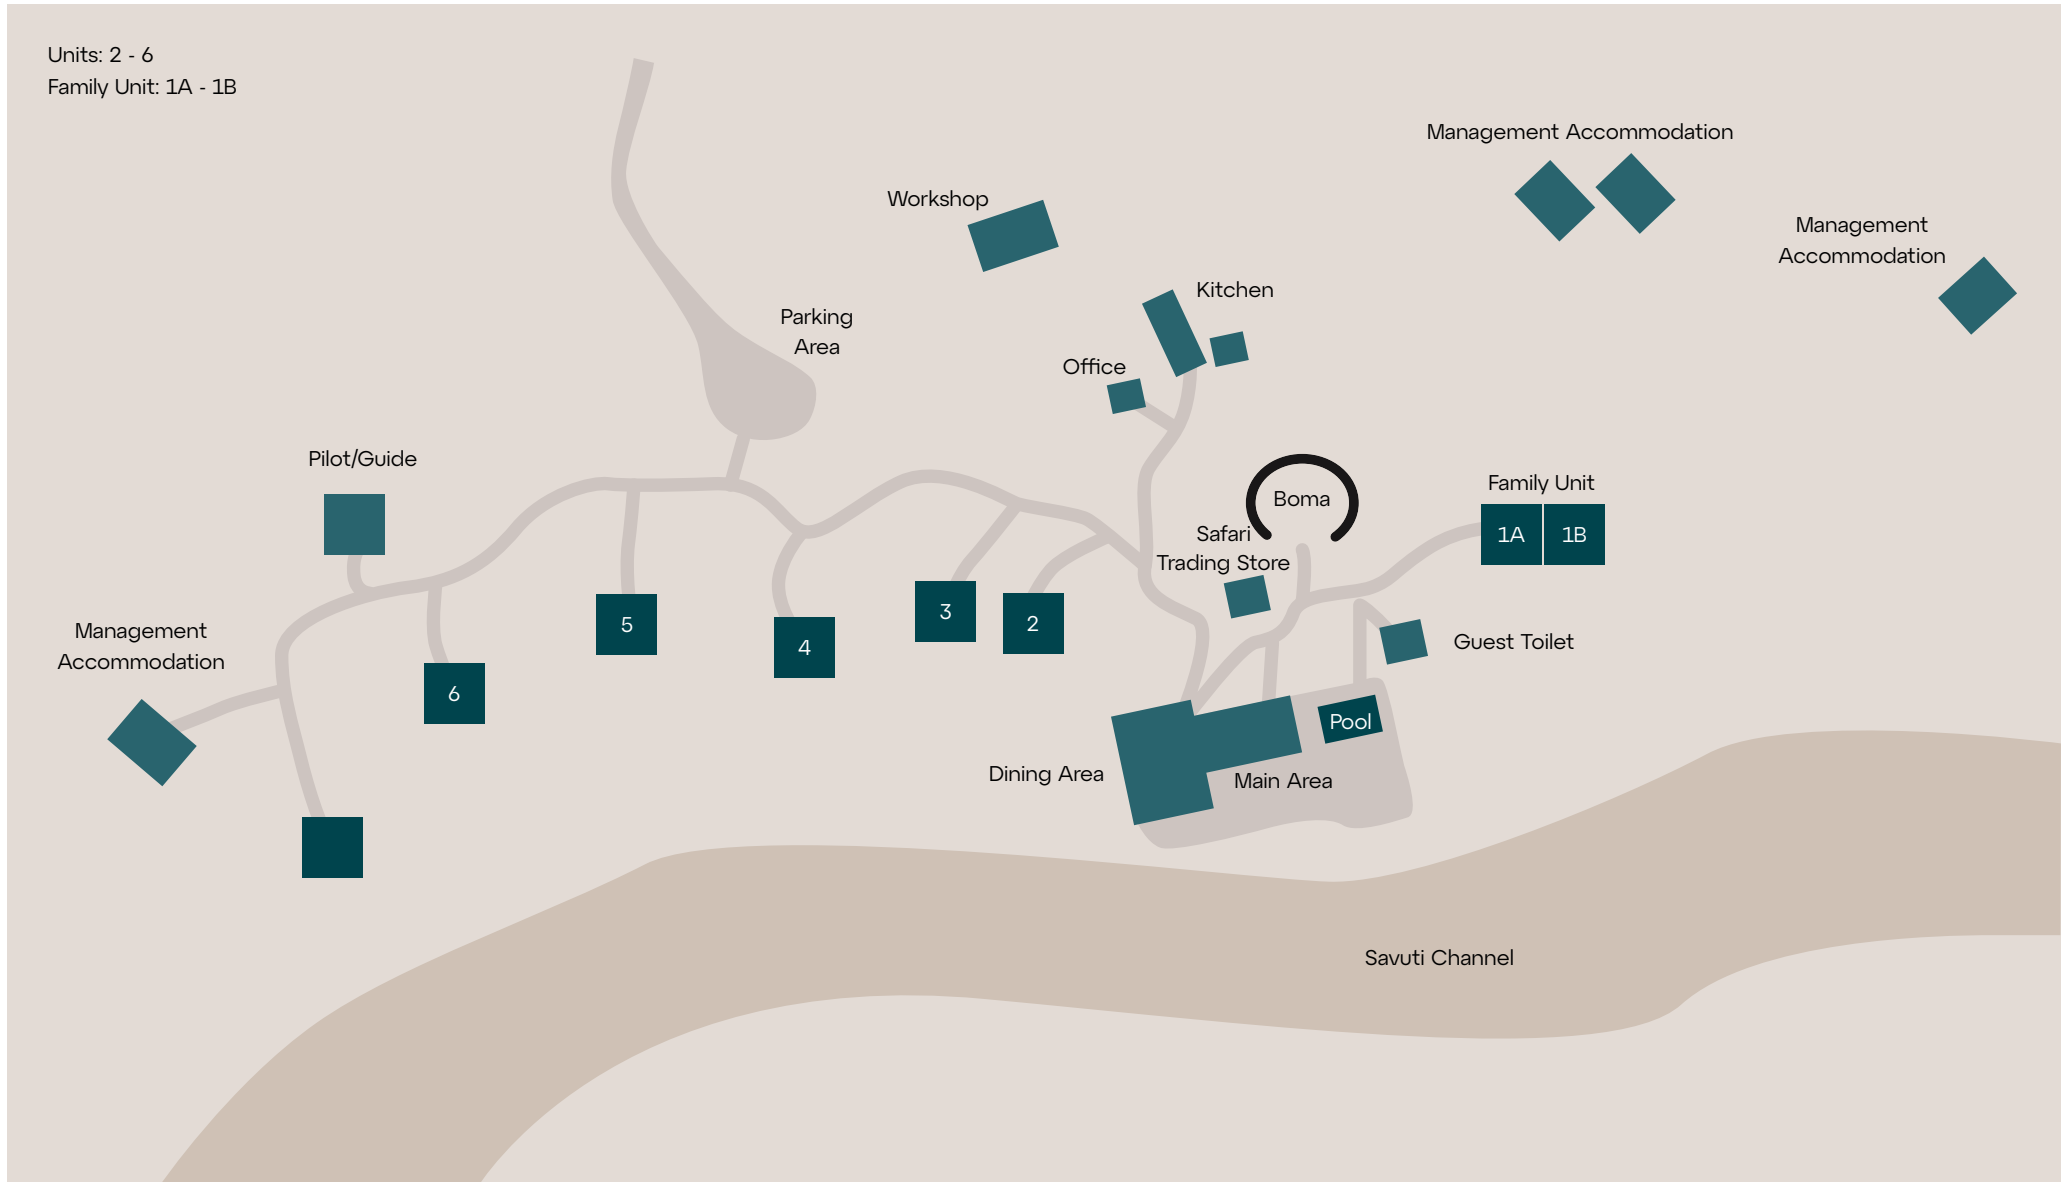 Units: 2 - 6
Family Unit: 1A - 1B
Management Accommodation
Workshop
Management
Accommodation
Kitchen
Parking
Area
Office
Pilot/Guide
Family Unit
Boma
1A
1B
Safari
Trading Store
3
2
5
Management
Accommodation
4
Guest Toilet
6
Pool
Dining Area
Main Area
Savuti Channel